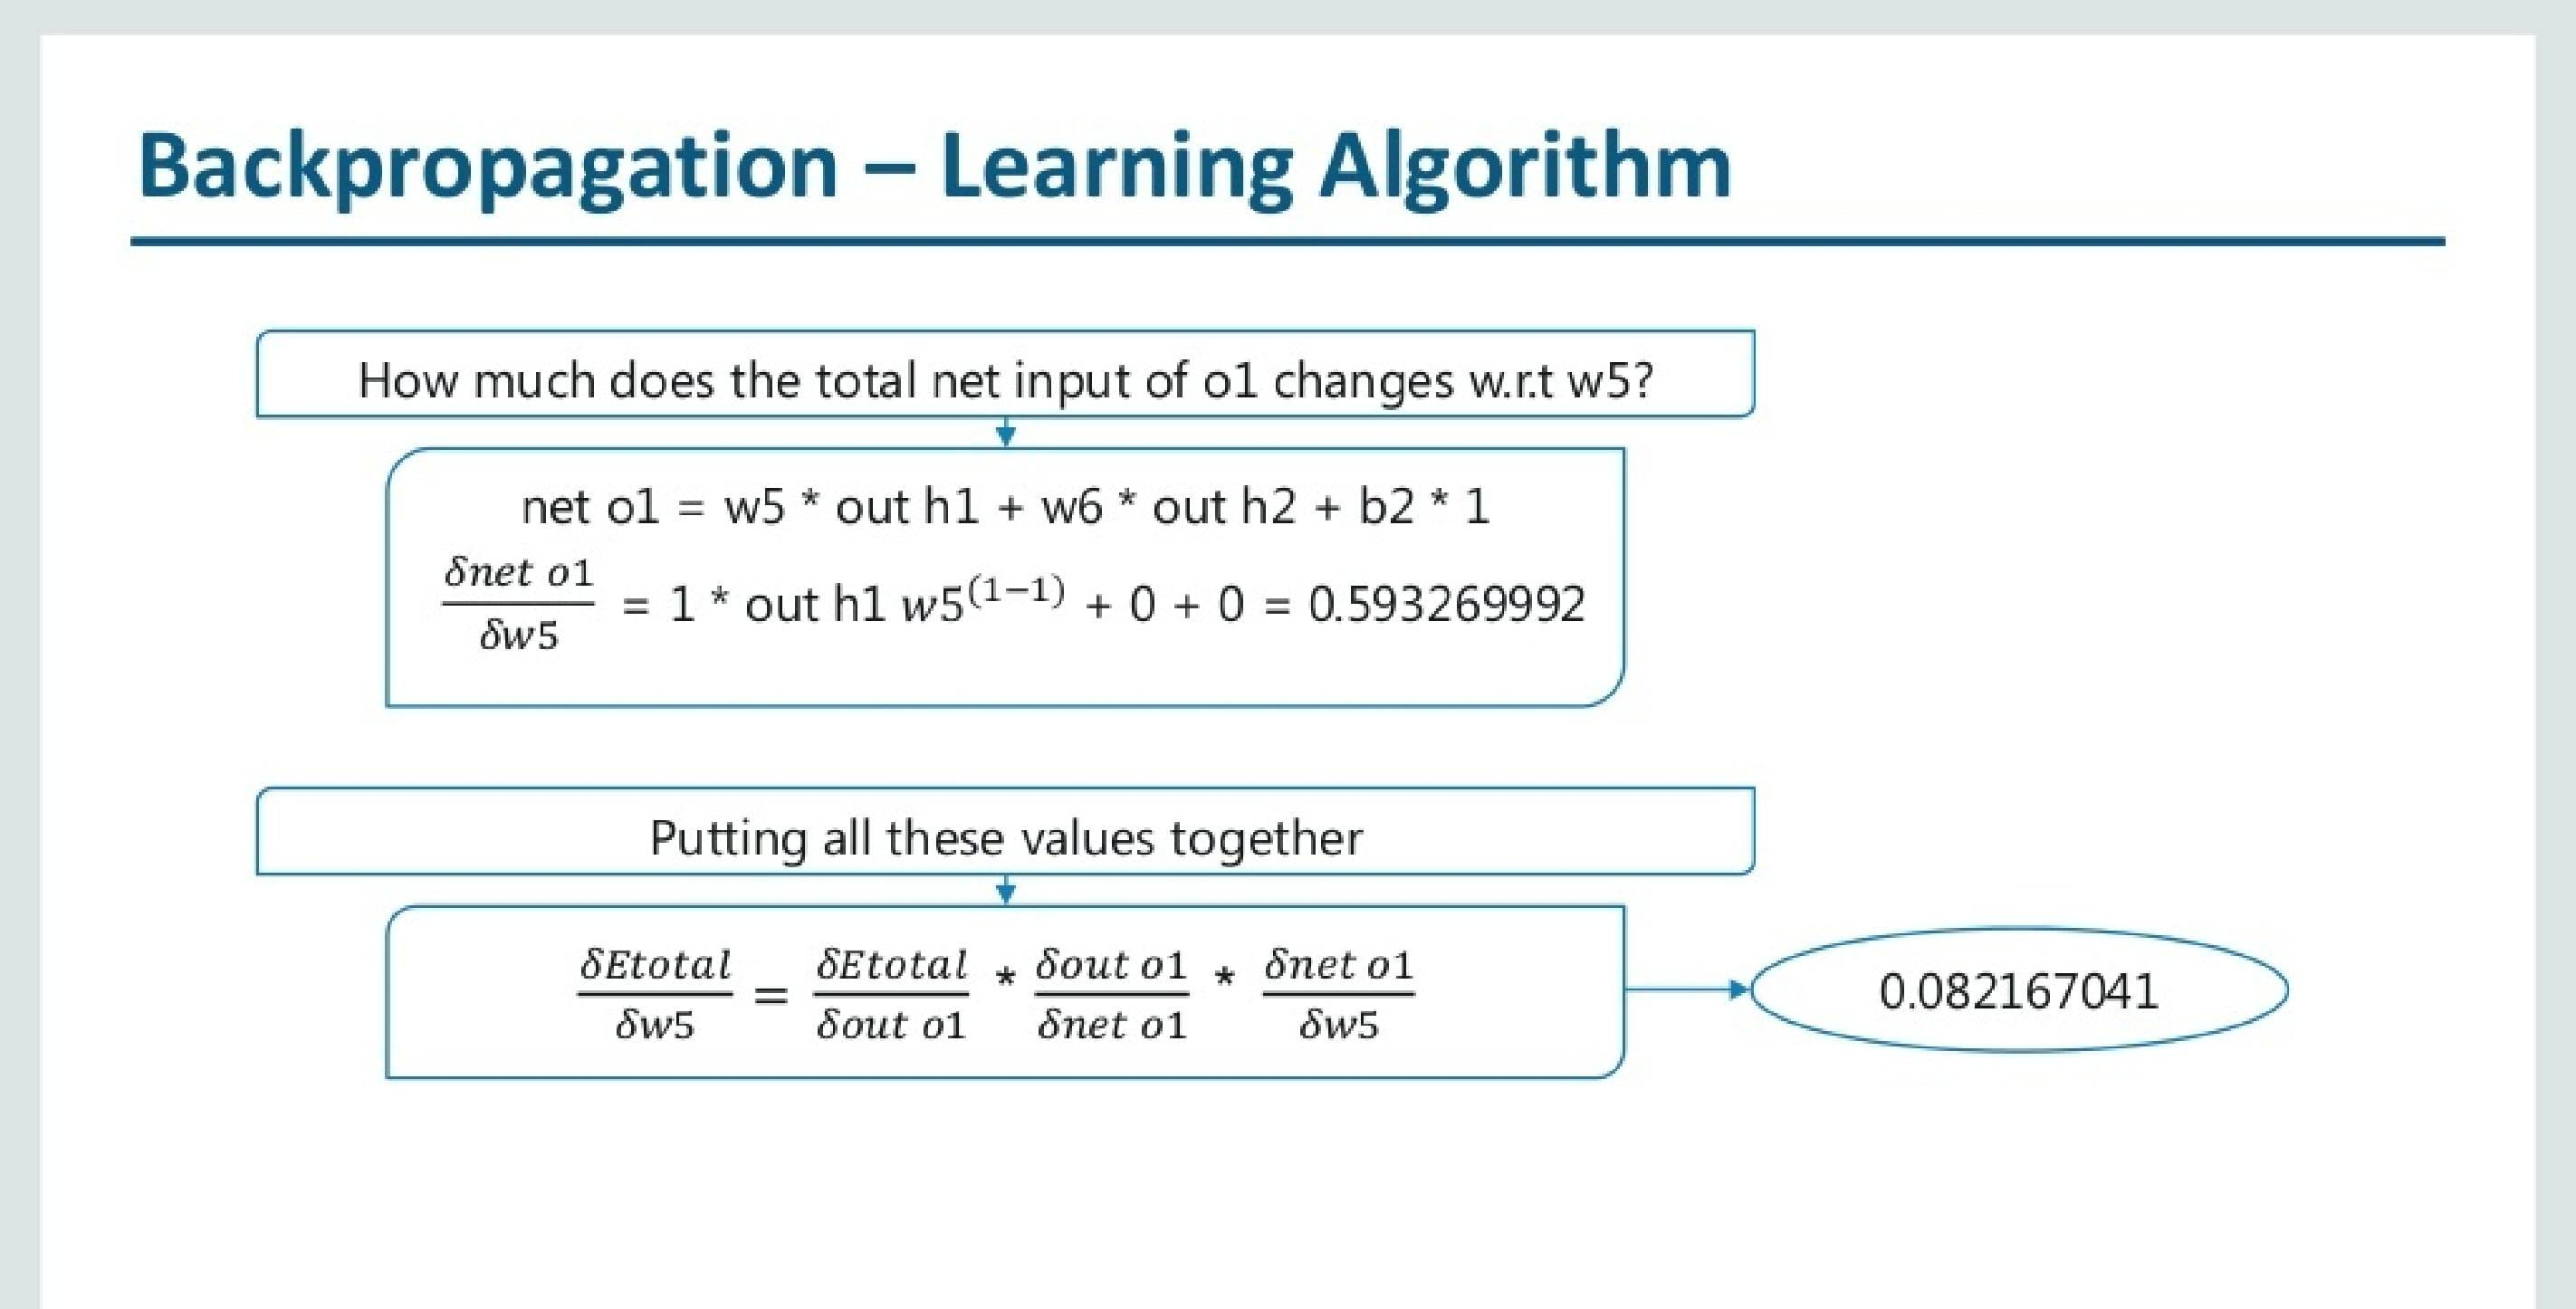 Backpropagation – Learning Algorithm
How much does the total net input of o1 changes w.r.t w5?
net o1 = w5 * out h1 + w6 * out h2 + b2 * 1
δnet o1/δw5 = 1 * out h1 w5^(1−1) + 0 + 0 = 0.593269992
Putting all these values together
δEtotal/δw5 = δEtotal/δout o1 * δout o1/δnet o1 * δnet o1/δw5
0.082167041